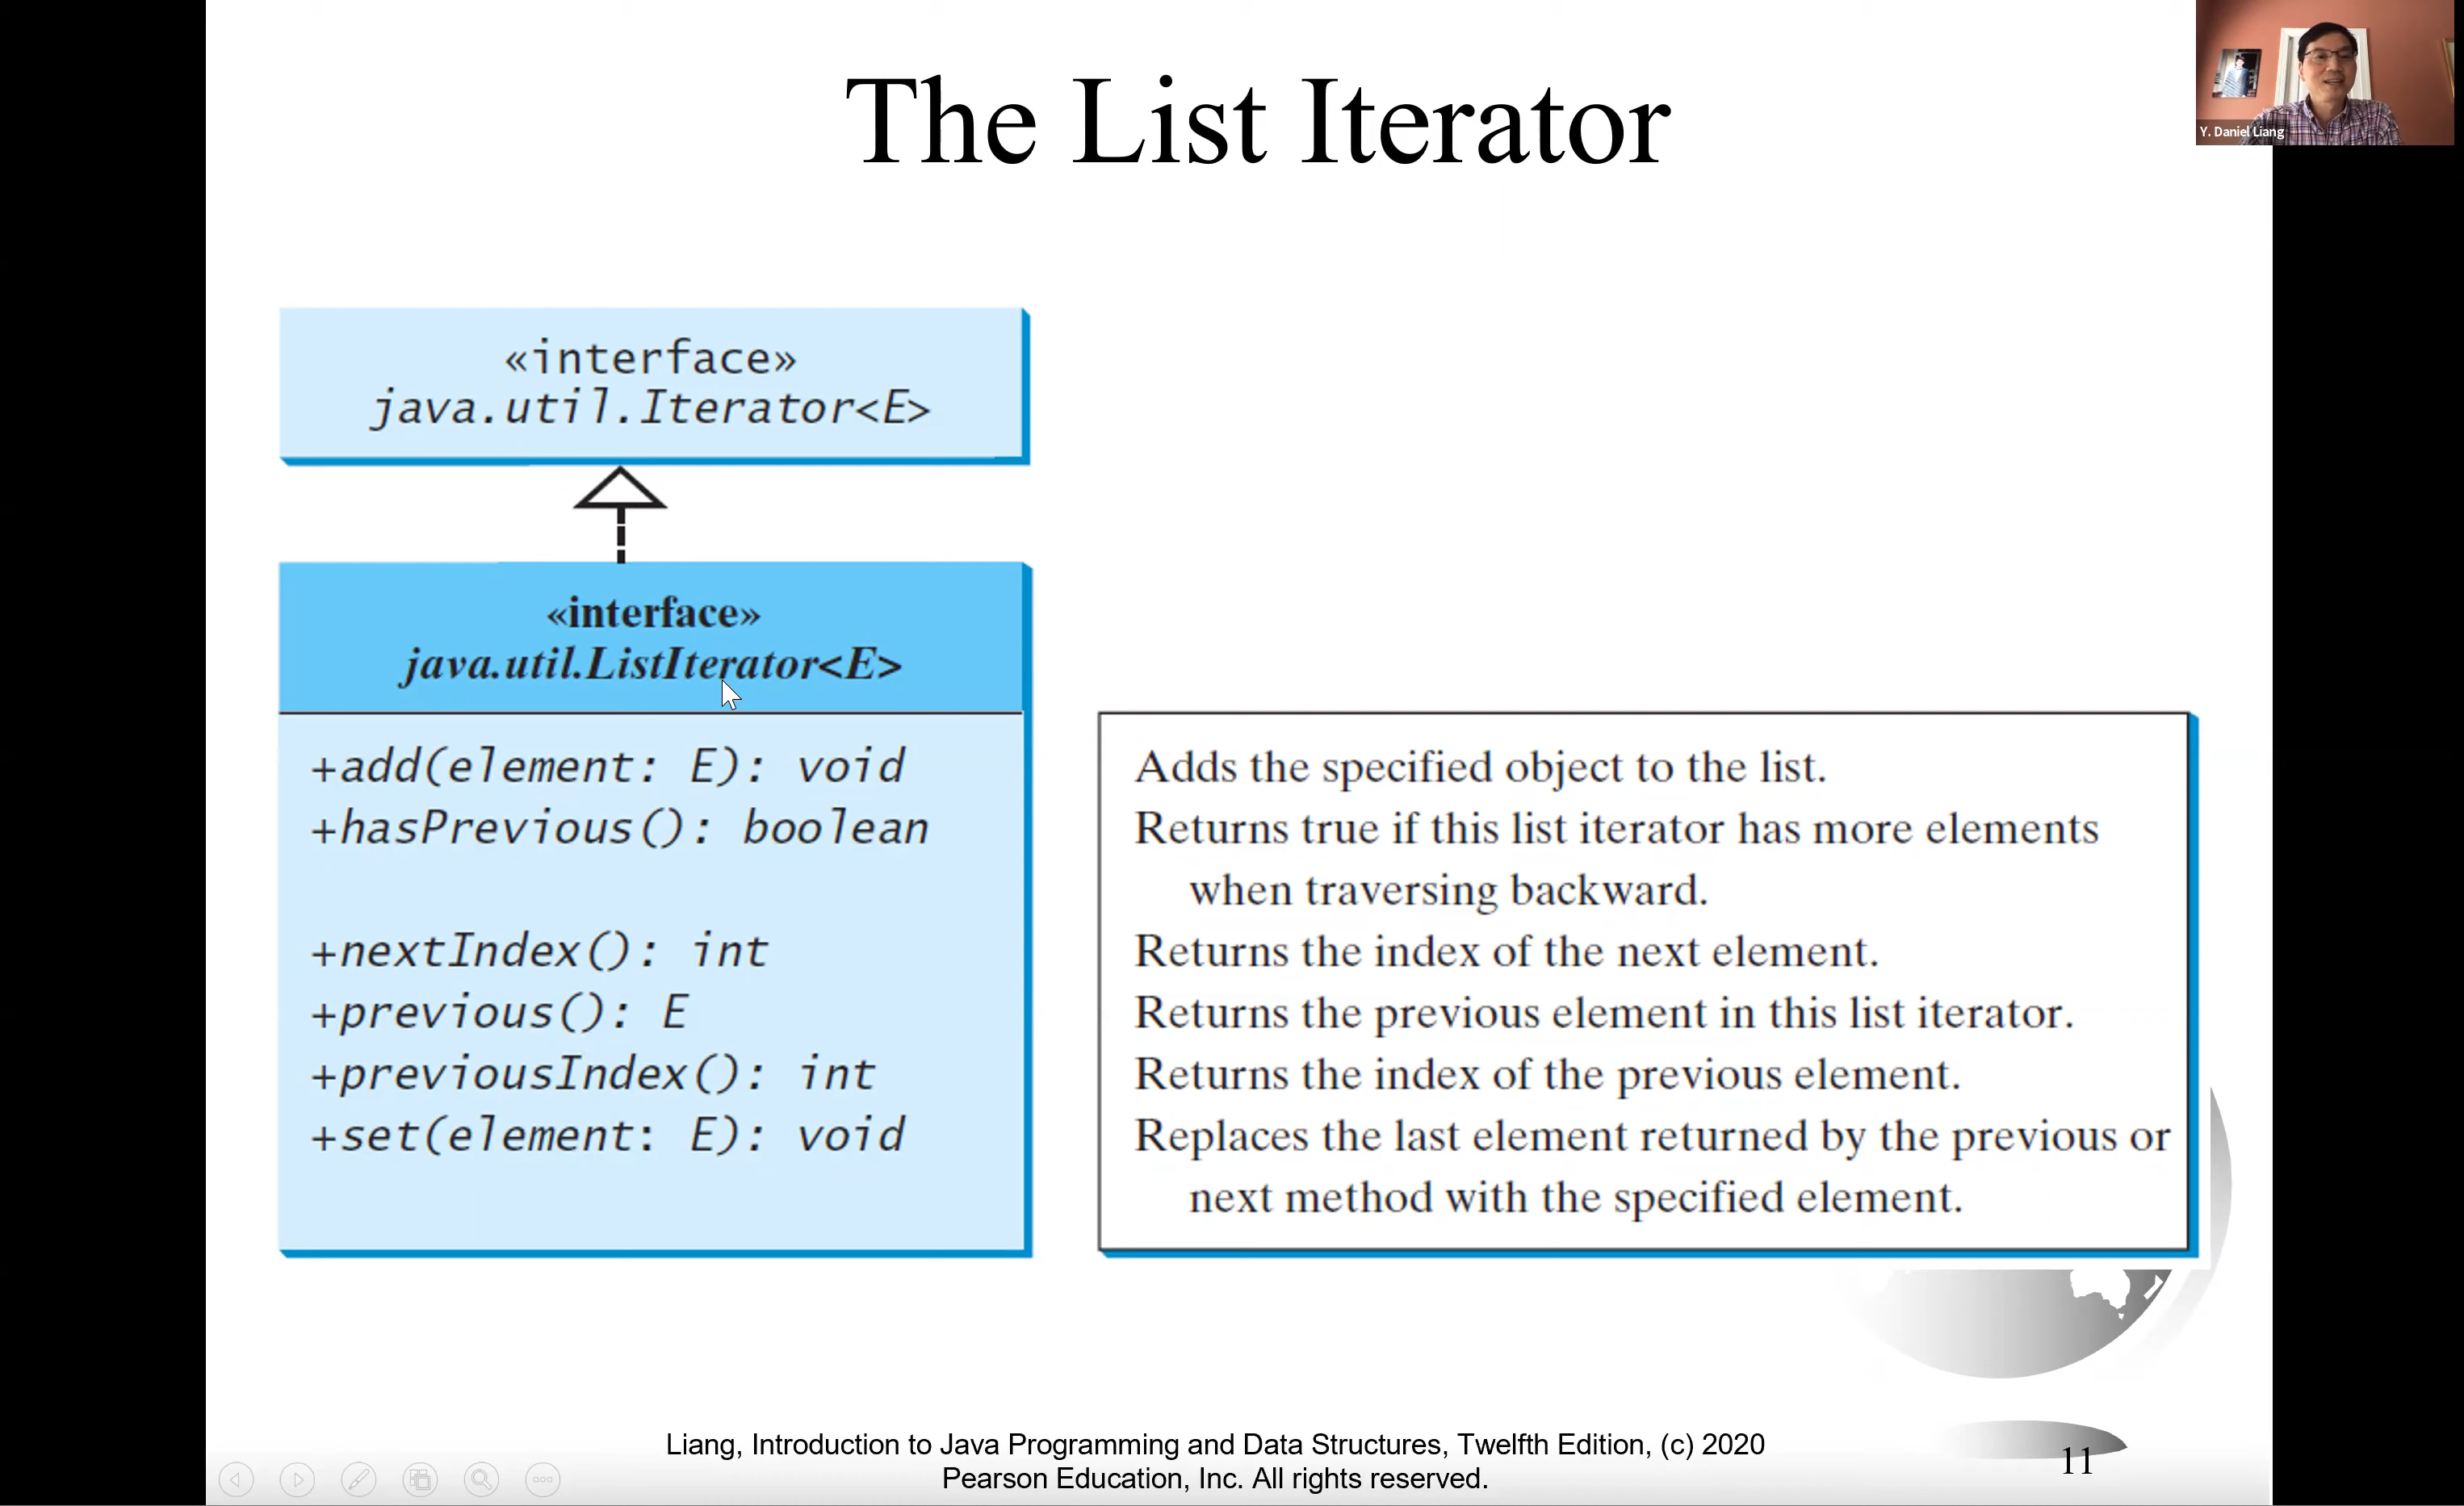 The List Iterator
Y. Daniel Liang
«interface»
java.util.Iterator<E>
«interface»
java.util.ListIterator<E>
+add(element: E): void
+hasPrevious(): boolean
+nextIndex(): int
+previous(): E
+previousIndex(): int
+set(element: E): void
Adds the specified object to the list.
Returns true if this list iterator has more elements
when traversing backward.
Returns the index of the next element.
Returns the previous element in this list iterator.
Returns the index of the previous element.
Replaces the last element returned by the previous or
next method with the specified element.
Liang, Introduction to Java Programming and Data Structures, Twelfth Edition, (c) 2020
Pearson Education, Inc. All rights reserved.
11